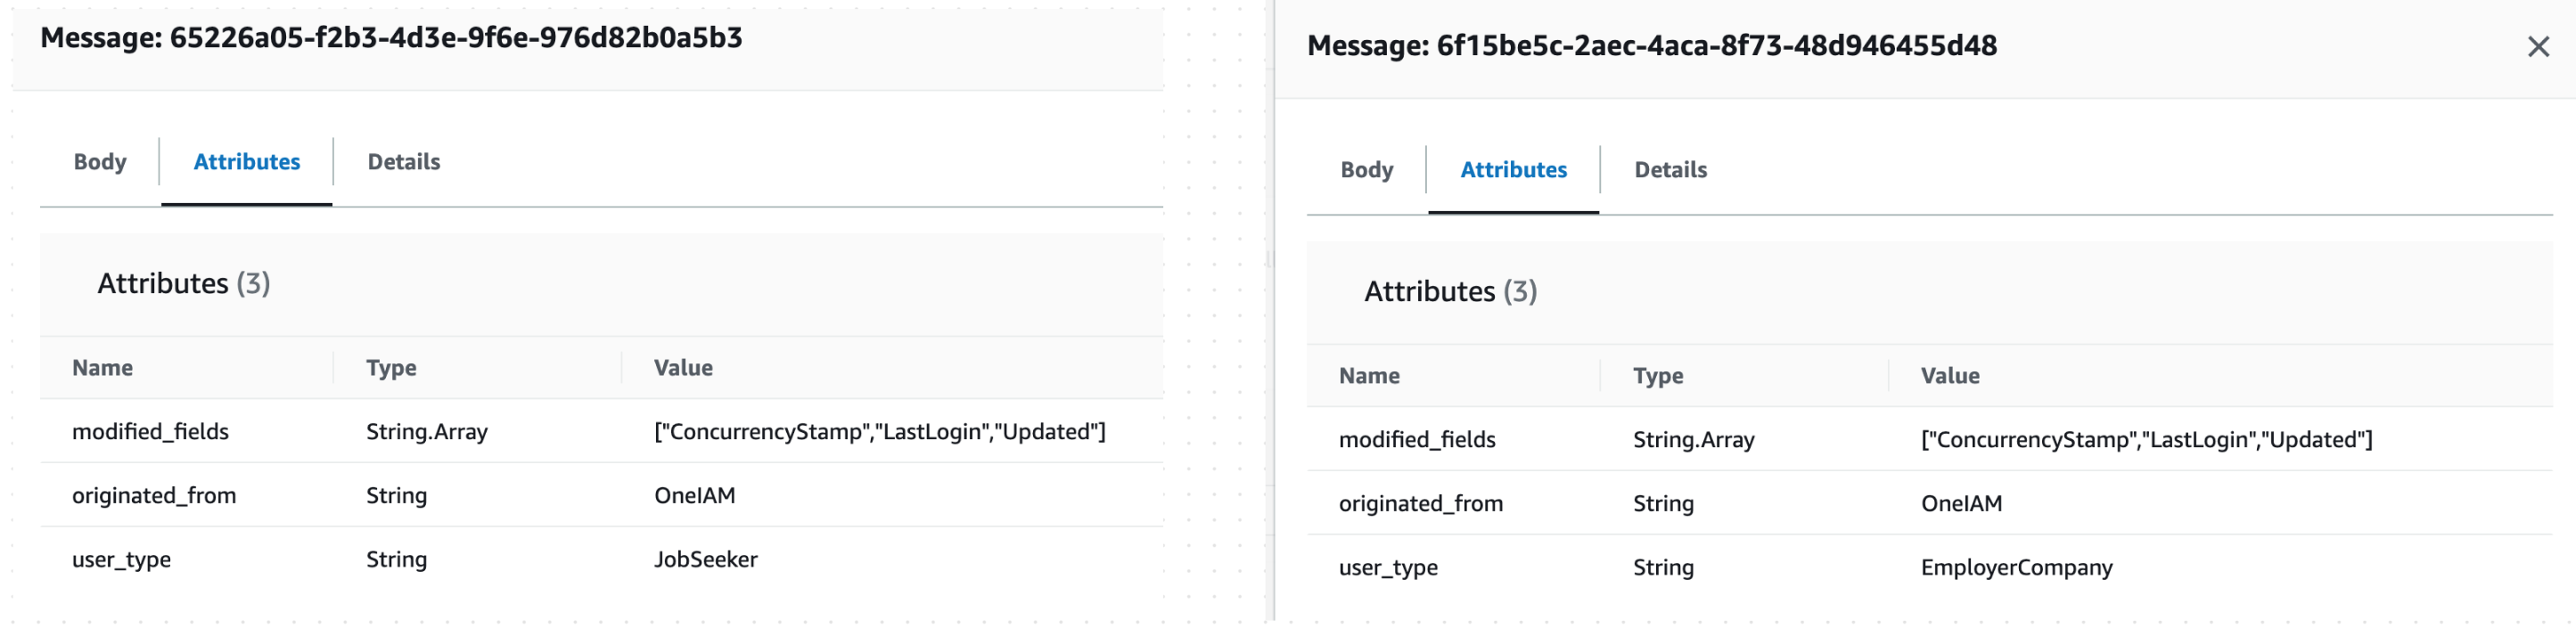 Message: 65226a05-f2b3-4d3e-9f6e-976d82b0a5b3
Body Attributes Details
Attributes (3)
Name Type Value
modified_fields String.Array ["ConcurrencyStamp","LastLogin","Updated"]
originated_from String OneIAM
user_type String JobSeeker
Message: 6f15be5c-2aec-4aca-8f73-48d946455d48
Body Attributes Details
Attributes (3)
Name Type Value
modified_fields String.Array ["ConcurrencyStamp","LastLogin","Updated"]
originated_from String OneIAM
user_type String EmployerCompany